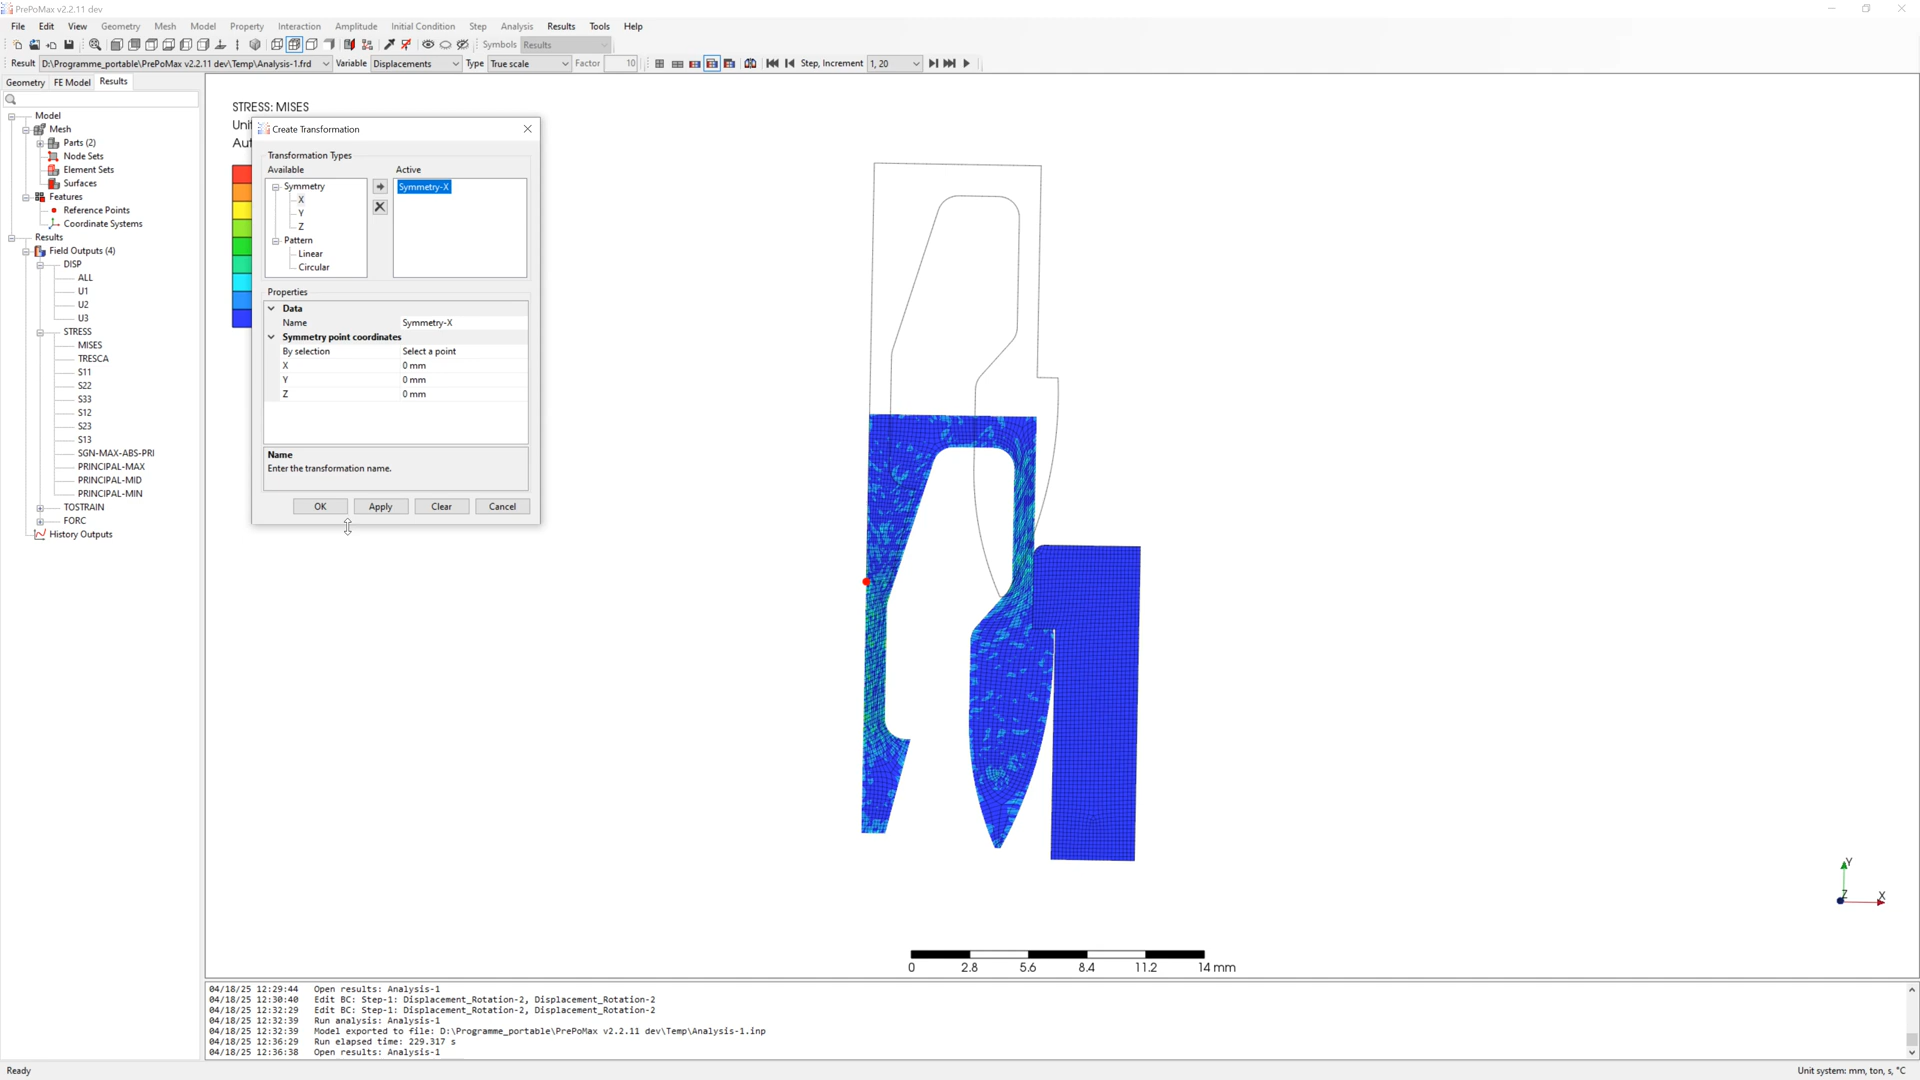 PrePoMax v2.2.11 dev
File Edit View Geometry Mesh Model Property Interaction Amplitude Initial Condition Step Analysis Results Tools Help
Symbols Results
Result D:\Programme_portable\PrePoMax v2.2.11 dev\Temp\Analysis-1.frd Variable Displacements Type True scale Factor 10 Step, Increment 1, 20
Geometry FE Model Results
Model
Mesh
Parts (2)
Node Sets
Element Sets
Surfaces
Features
Reference Points
Coordinate Systems
Results
Field Outputs (4)
DISP
ALL
U1
U2
U3
STRESS
MISES
TRESCA
S11
S22
S33
S12
S23
S13
SGN-MAX-ABS-PRI
PRINCIPAL-MAX
PRINCIPAL-MID
PRINCIPAL-MIN
TOSTRAIN
FORC
History Outputs
STRESS: MISES
Uni
Au
Create Transformation
Transformation Types
Available Active
Symmetry
X
Y
Z
Pattern
Linear
Circular
Symmetry-X
Properties
Data
Name Symmetry-X
Symmetry point coordinates
By selection Select a point
X 0 mm
Y 0 mm
Z 0 mm
Name
Enter the transformation name.
OK Apply Clear Cancel
Y
Z X
0 2.8 5.6 8.4 11.2 14 mm
04/18/25 12:29:44 Open results: Analysis-1
04/18/25 12:30:40 Edit BC: Step-1: Displacement_Rotation-2, Displacement_Rotation-2
04/18/25 12:32:29 Edit BC: Step-1: Displacement_Rotation-2, Displacement_Rotation-2
04/18/25 12:32:39 Run analysis: Analysis-1
04/18/25 12:32:39 Model exported to file: D:\Programme_portable\PrePoMax v2.2.11 dev\Temp\Analysis-1.inp
04/18/25 12:36:29 Run elapsed time: 229.317 s
04/18/25 12:36:38 Open results: Analysis-1
Ready Unit system: mm, ton, s, °C